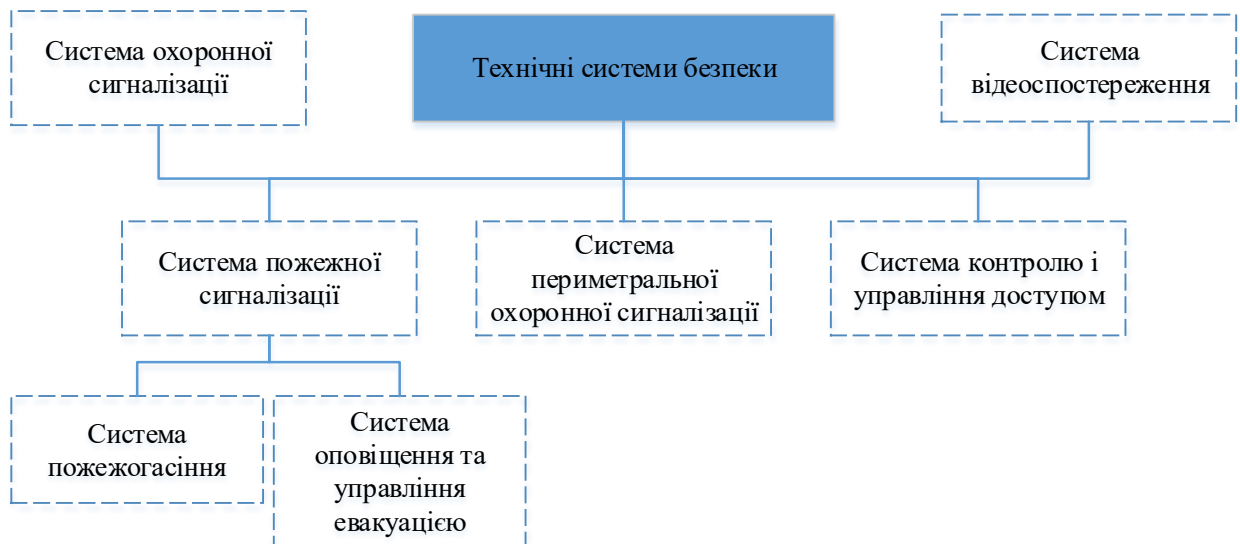 Система охоронної
сигналізації
Технічні системи безпеки
Система
відеоспостереження
Система пожежної
сигналізації
Система
периметральної
охоронної сигналізації
Система контролю і
управління доступом
Система
пожежогасіння
Система
оповіщення та
управління
евакуацією